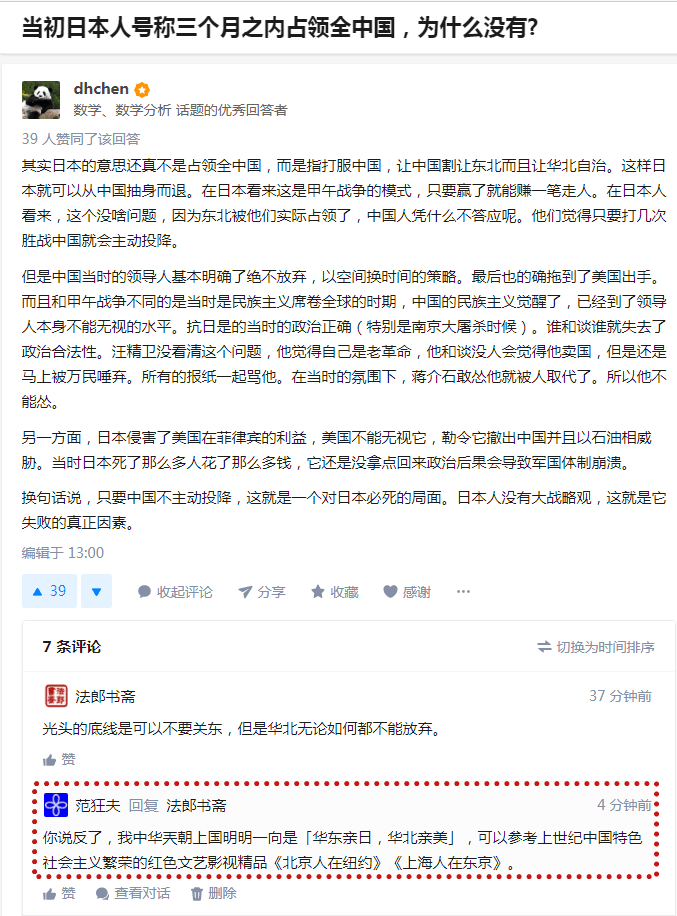 当初日本人号称三个月之内占领全中国，为什么没有?
dhchen
数学、数学分析 话题的优秀回答者
39 人赞同了该回答
其实日本的意思还真不是占领全中国，而是指打服中国，让中国割让东北而且让华北自治。这样日
本就可以从中国抽身而退。在日本看来这是甲午战争的模式，只要赢了就能赚一笔走人。在日本人
看来，这个没啥问题，因为东北被他们实际占领了，中国人凭什么不答应呢。他们觉得只要打几次
胜战中国就会主动投降。
但是中国当时的领导人基本明确了绝不放弃，以空间换时间的策略。最后也的确拖到了美国出手。
而且和甲午战争不同的是当时是民族主义席卷全球的时期，中国的民族主义觉醒了，已经到了领导
人本身不能无视的水平。抗日是的当时的政治正确（特别是南京大屠杀时候）。谁和谈谁就失去了
政治合法性。汪精卫没看清这个问题，他觉得自己是老革命，他和谈没人会觉得他卖国，但是还是
马上被万民唾弃。所有的报纸一起骂他。在当时的氛围下，蒋介石敢怂他就被人取代了。所以他不
能怂。
另一方面，日本侵害了美国在菲律宾的利益，美国不能无视它，勒令它撤出中国并且以石油相威
胁。当时日本死了那么多人花了那么多钱，它还是没拿点回来政治后果会导致军国体制崩溃。
换句话说，只要中国不主动投降，这就是一个对日本必死的局面。日本人没有大战略观，这就是它
失败的真正因素。
编辑于 13:00
39 收起评论 分享 收藏 感谢 ···
7 条评论 切换为时间排序
法郎书斋 37 分钟前
光头的底线是可以不要关东，但是华北无论如何都不能放弃。
赞
范狂夫 回复 法郎书斋 4 分钟前
你说反了，我中华天朝上国明明一向是「华东亲日，华北亲美」，可以参考上世纪中国特色
社会主义繁荣的红色文艺影视精品《北京人在纽约》《上海人在东京》。
赞 查看对话 删除